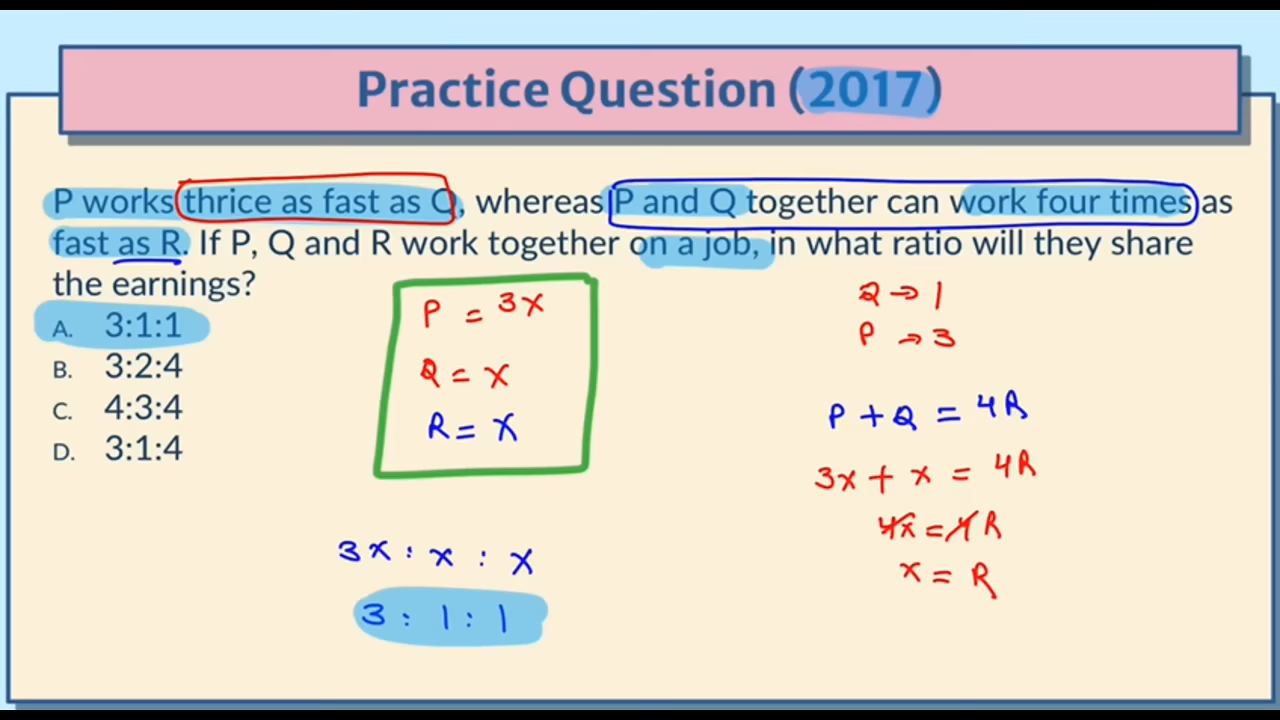 Practice Question (2017)
P works thrice as fast as Q, whereas P and Q together can work four times as
fast as R. If P, Q and R work together on a job, in what ratio will they share
the earnings?
A. 3:1:1
B. 3:2:4
C. 4:3:4
D. 3:1:4
P = 3x
Q = x
R = x
3x : x : x
3 : 1 : 1
Q → 1
P → 3
P + Q = 4R
3x + x = 4R
4x = 4R
x = R